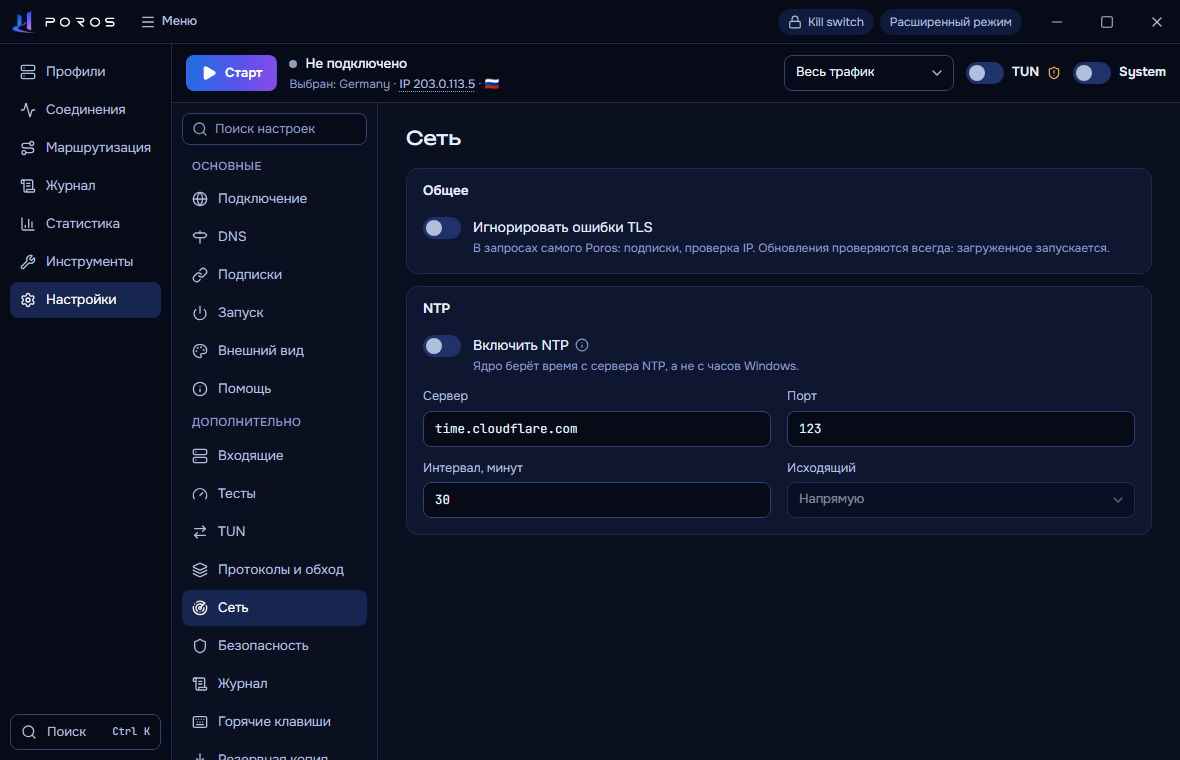 POROS
Меню
Kill switch
Расширенный режим
Профили
Соединения
Маршрутизация
Журнал
Статистика
Инструменты
Настройки
Поиск Ctrl K
Старт
Не подключено
Выбран: Germany · IP 203.0.113.5 ·
Весь трафик
TUN
System
Поиск настроек
ОСНОВНЫЕ
Подключение
DNS
Подписки
Запуск
Внешний вид
Помощь
ДОПОЛНИТЕЛЬНО
Входящие
Тесты
TUN
Протоколы и обход
Сеть
Безопасность
Журнал
Горячие клавиши
Резервная копия
Сеть
Общее
Игнорировать ошибки TLS
В запросах самого Poros: подписки, проверка IP. Обновления проверяются всегда: загруженное запускается.
NTP
Включить NTP
Ядро берёт время с сервера NTP, а не с часов Windows.
Сервер
time.cloudflare.com
Порт
123
Интервал, минут
30
Исходящий
Напрямую